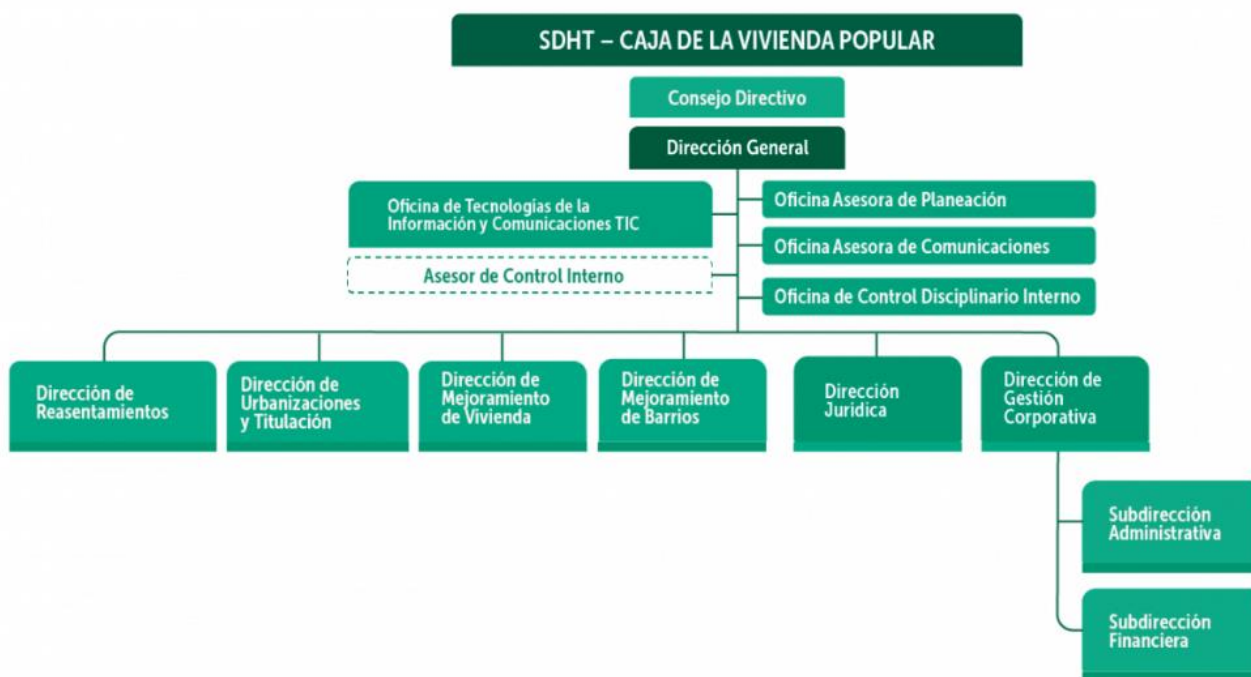 SDHT – CAJA DE LA VIVIENDA POPULAR
Consejo Directivo
Dirección General
Oficina de Tecnologías de la
Información y Comunicaciones TIC
Asesor de Control Interno
Oficina Asesora de Planeación
Oficina Asesora de Comunicaciones
Oficina de Control Disciplinario Interno
Dirección de
Reasentamientos
Dirección de
Urbanizaciones
y Titulación
Dirección de
Mejoramiento
de Vivienda
Dirección de
Mejoramiento
de Barrios
Dirección
Jurídica
Dirección de
Gestión
Corporativa
Subdirección
Administrativa
Subdirección
Financiera